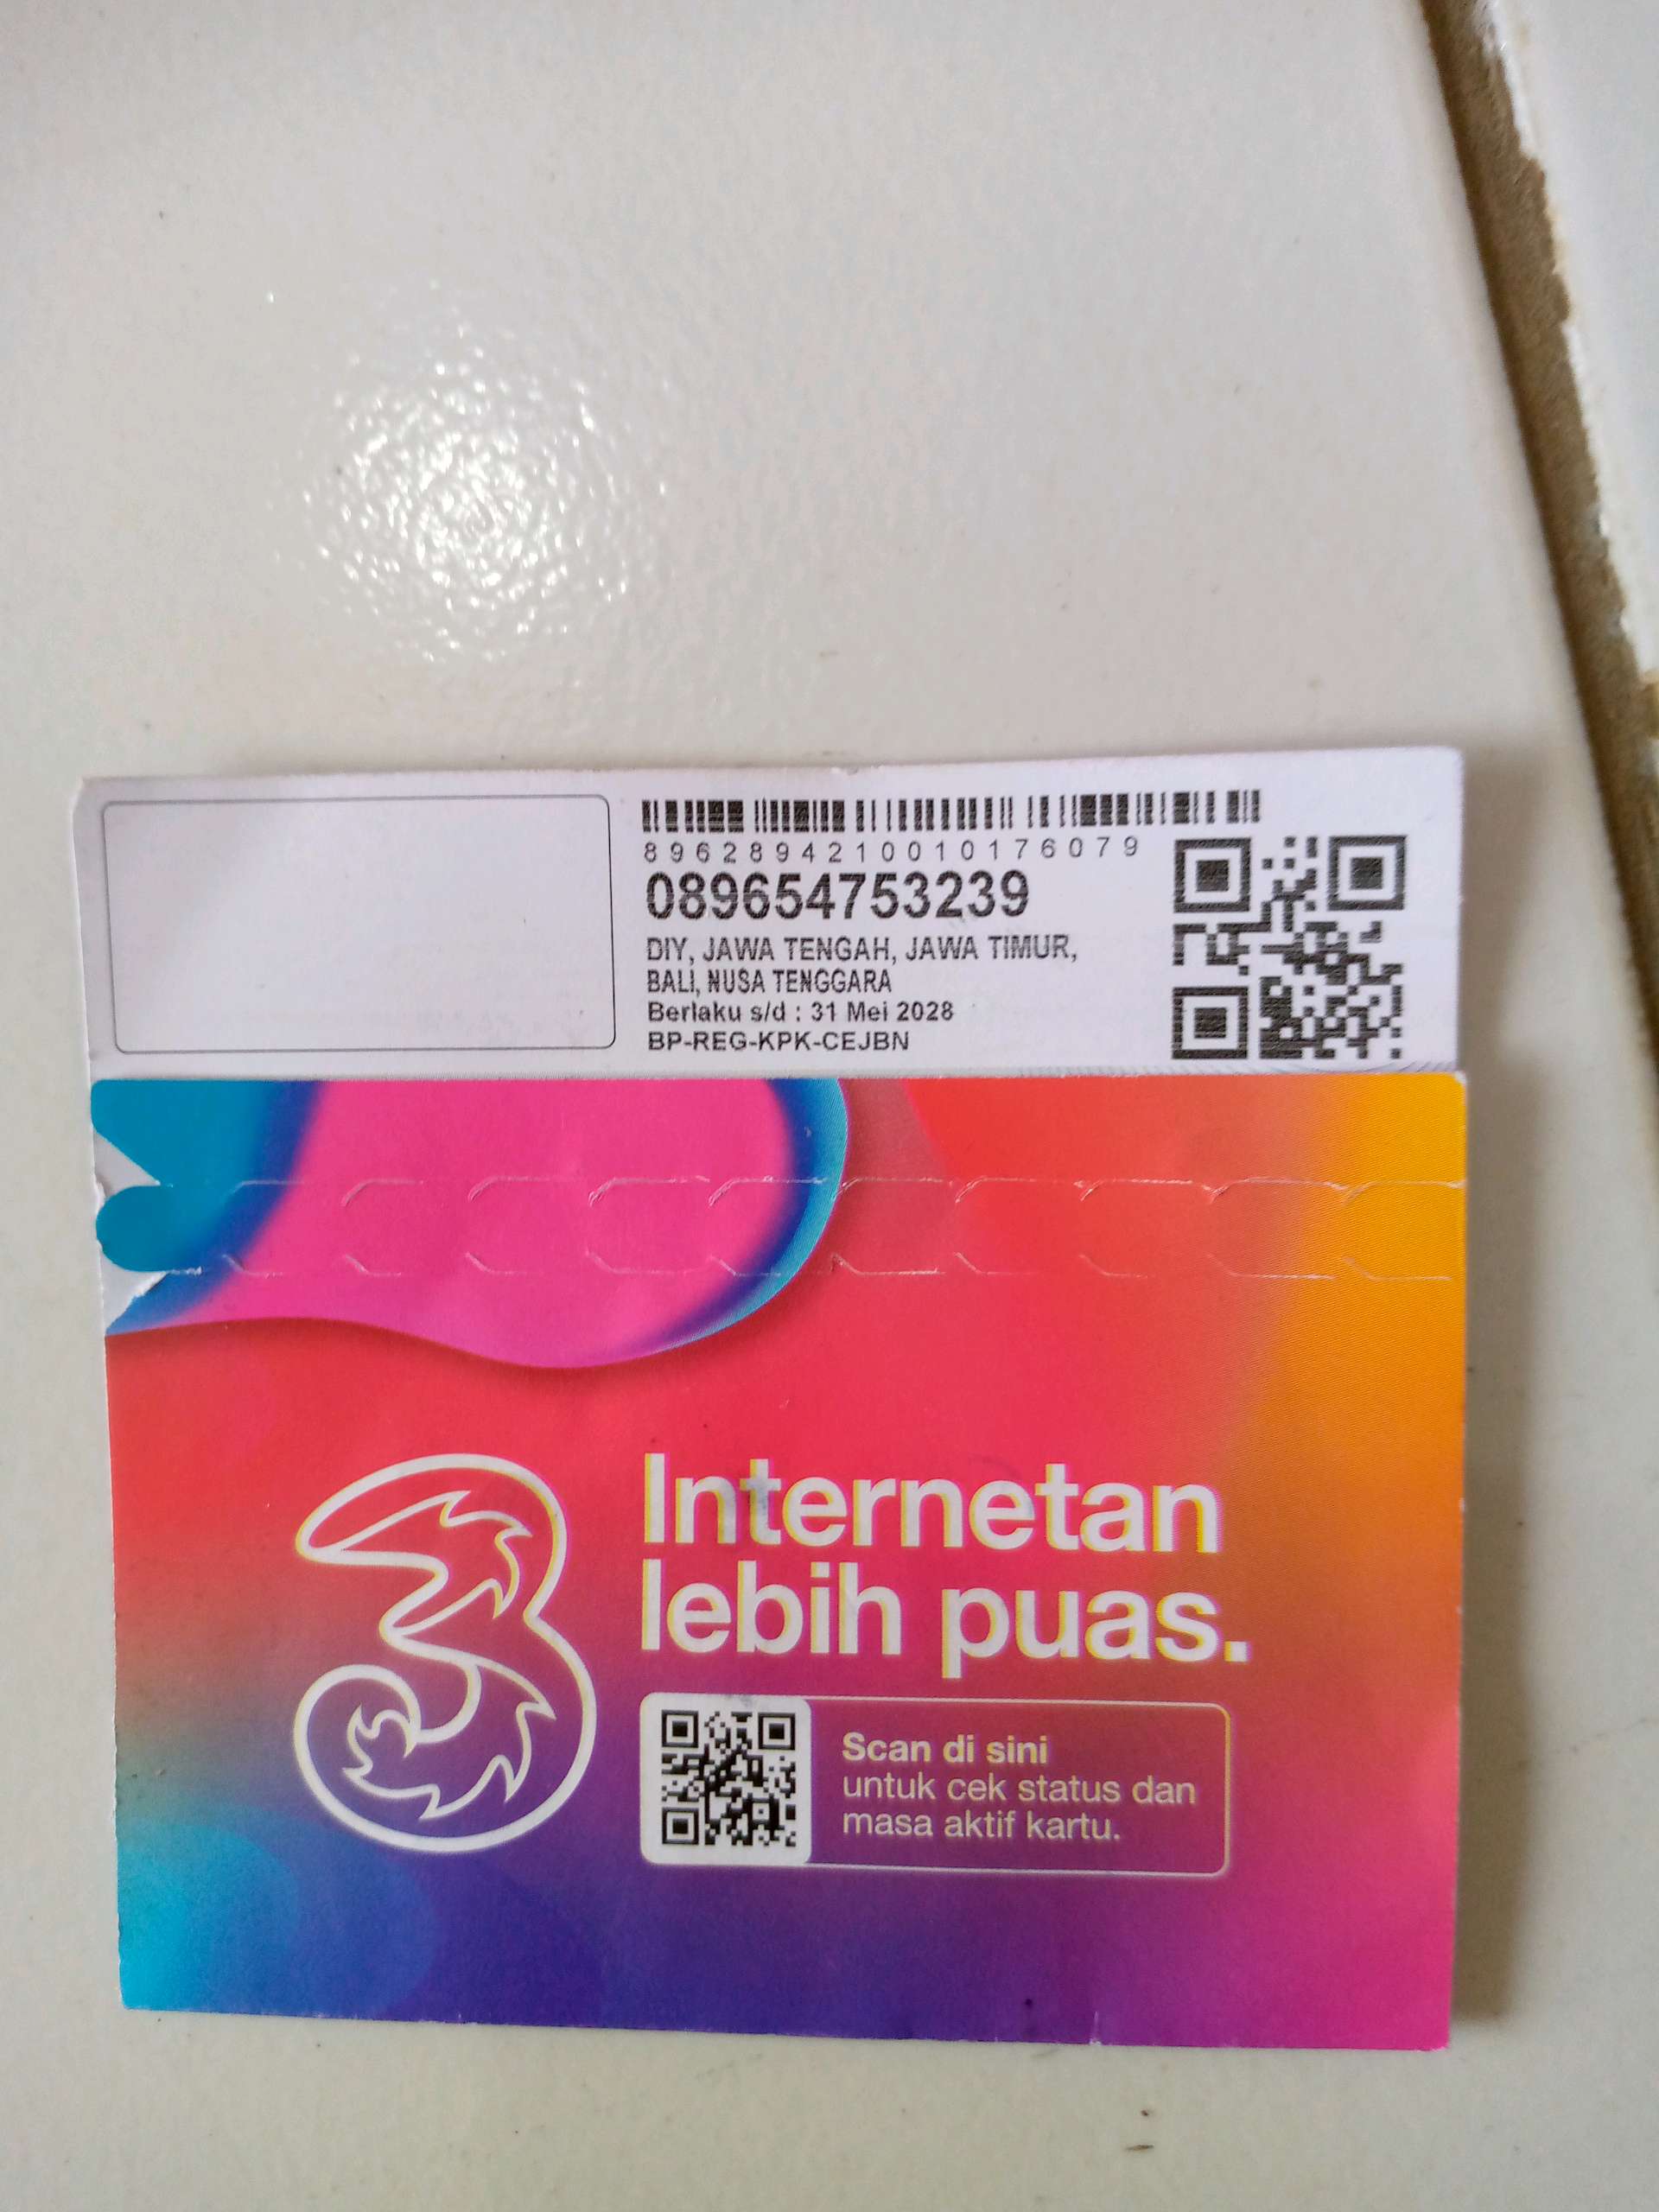 8962894210010176079
089654753239
DIY, JAWA TENGAH, JAWA TIMUR,
BALI, NUSA TENGGARA
Berlaku s/d : 31 Mei 2028
BP-REG-KPK-CEJBN
3
Internetan
lebih puas.
Scan di sini
untuk cek status dan
masa aktif kartu.